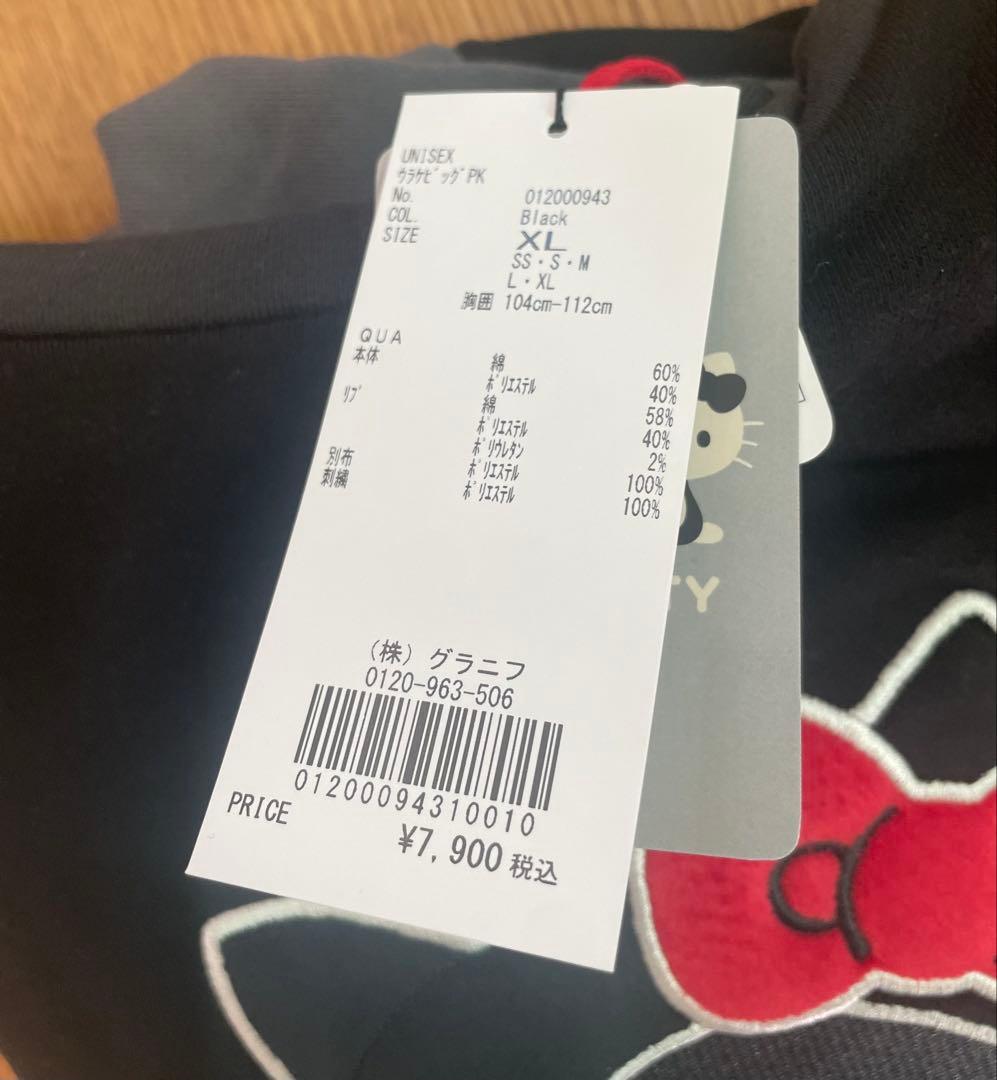 UNISEX
ウラケビッグPK
No. 012000943
COL. Black
SIZE XL
SS・S・M
L・XL
胸囲 104cm-112cm
QUA
本体 綿 60%
ポリエステル 40%
リブ 綿 58%
ポリエステル 40%
ポリウレタン 2%
別布 ポリエステル 100%
刺繍 ポリエステル 100%
(株) グラニフ
0120-963-506
01200094310010
PRICE ¥7,900 税込
TY